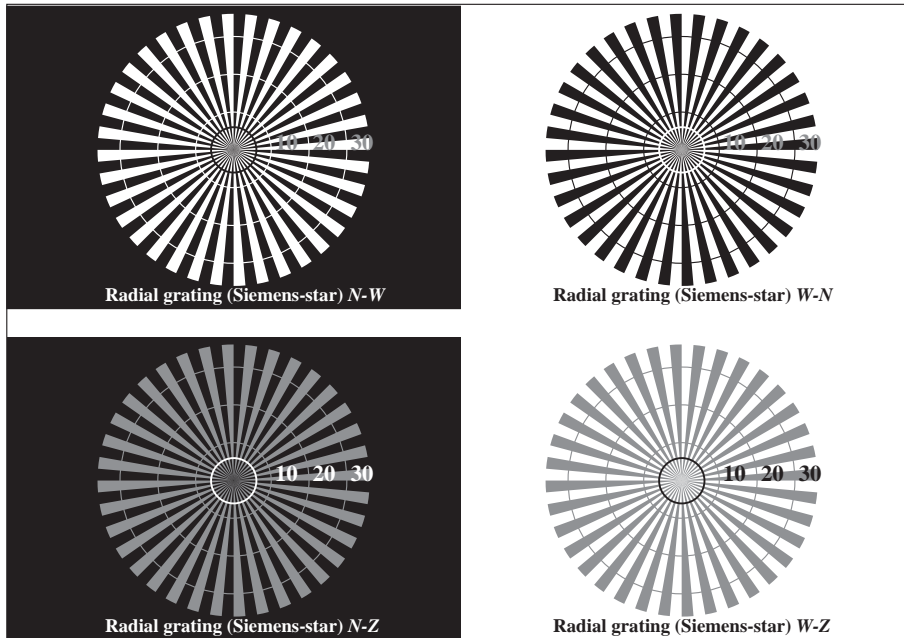 10 20 30
Radial grating (Siemens-star) N-W
10 20 30
Radial grating (Siemens-star) W-N
10 20 30
Radial grating (Siemens-star) N-Z
10 20 30
Radial grating (Siemens-star) W-Z